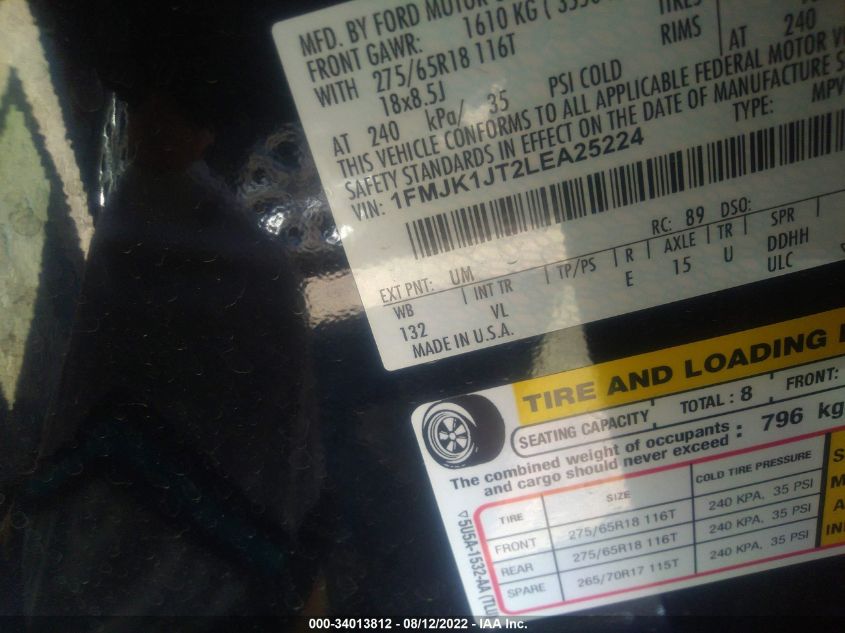 MFD. BY FORD MOTOR
FRONT GAWR: 1610 KG
WITH 275/65R18 116T
TIRES
18x8.5J
RIMS
AT 240 kPa/ 35 PSI COLD
AT 240
THIS VEHICLE CONFORMS TO ALL APPLICABLE FEDERAL MOTOR
SAFETY STANDARDS IN EFFECT ON THE DATE OF MANUFACTURE
VIN: 1FMJK1JT2LEA25224
TYPE: MPV
EXT PNT: UM
RC: 89 DSO:
WB | INT TR | TP/PS | R | AXLE | TR | SPR
132 VL E 15 U DDHH
ULC
MADE IN U.S.A.
TIRE AND LOADING
SEATING CAPACITY TOTAL : 8 FRONT:
The combined weight of occupants
and cargo should never exceed : 796 kg
TIRE SIZE COLD TIRE PRESSURE
FRONT 275/65R18 116T 240 KPA, 35 PSI
REAR 275/65R18 116T 240 KPA, 35 PSI
SPARE 265/70R17 115T 240 KPA, 35 PSI
5U5A-1532-AA
000-34013812 - 08/12/2022 - IAA Inc.